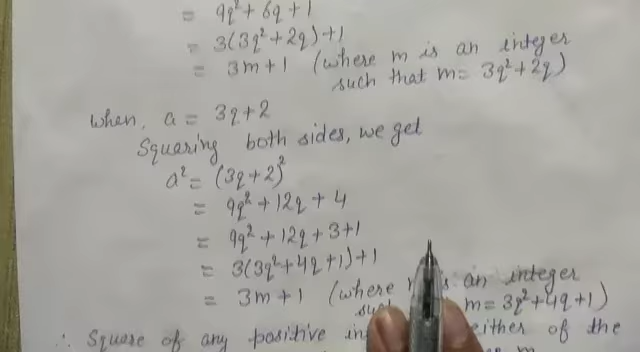 = 9q²+6q+1
= 3(3q²+2q)+1
= 3m+1 (where m is an integer
such that m= 3q²+2q)
when, a = 3q+2
Squaring both sides, we get
a² = (3q+2)²
= 9q²+12q+4
= 9q²+12q+3+1
= 3(3q²+4q+1)+1
= 3m+1 (where is an integer
m=3q²+4q+1)
∴ Square of any positive either of the
m